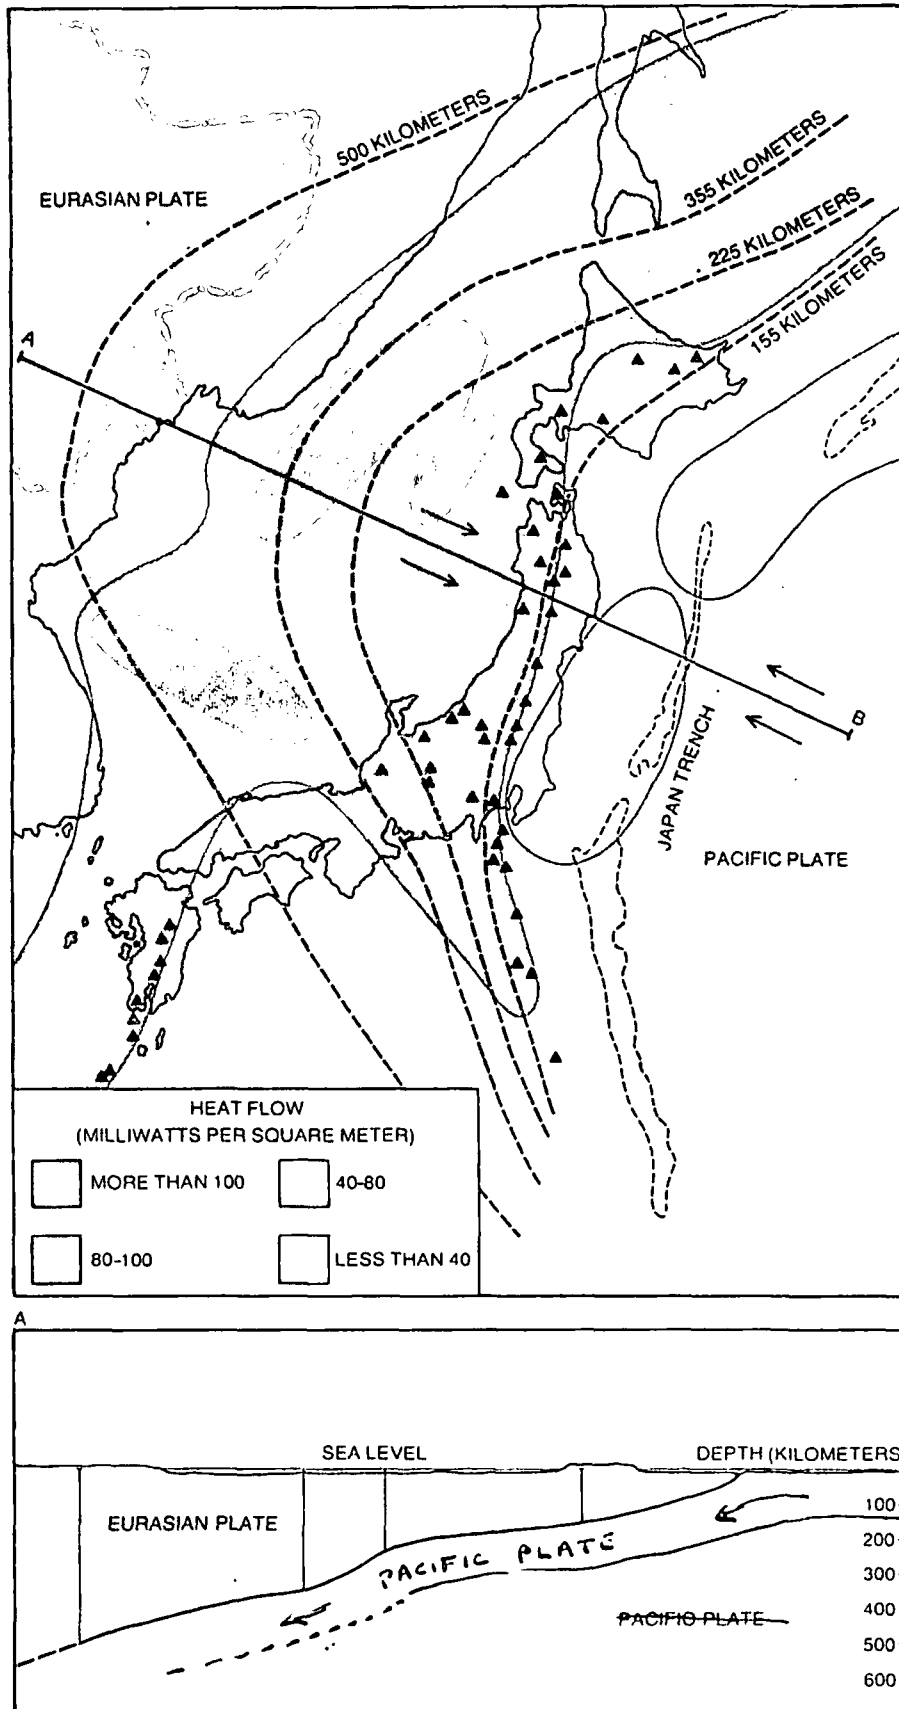 500 KILOMETERS
355 KILOMETERS
225 KILOMETERS
155 KILOMETERS
EURASIAN PLATE
A
B
JAPAN TRENCH
PACIFIC PLATE
HEAT FLOW
(MILLIWATTS PER SQUARE METER)
MORE THAN 100
40-80
80-100
LESS THAN 40
A
SEA LEVEL
DEPTH (KILOMETERS
EURASIAN PLATE
PACIFIC PLATE
PACIFIC PLATE
100
200
300
400
500
600